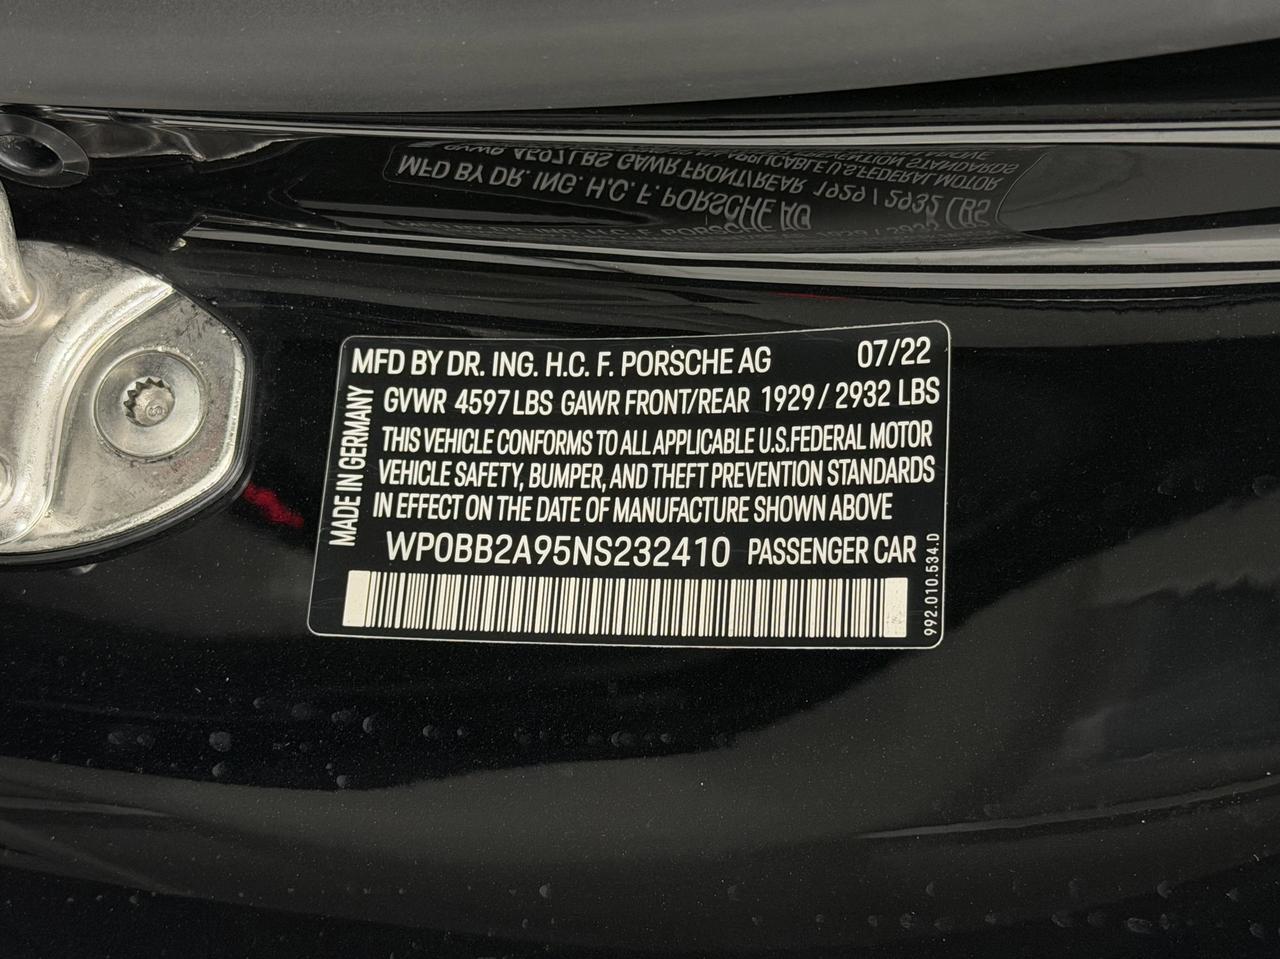 MFD BY DR. ING. H.C. F. PORSCHE AG 07/22
GVWR 4597 LBS GAWR FRONT/REAR 1929 / 2932 LBS
THIS VEHICLE CONFORMS TO ALL APPLICABLE U.S.FEDERAL MOTOR
VEHICLE SAFETY, BUMPER, AND THEFT PREVENTION STANDARDS
IN EFFECT ON THE DATE OF MANUFACTURE SHOWN ABOVE
WP0BB2A95NS232410 PASSENGER CAR
MADE IN GERMANY
992.010.534.D